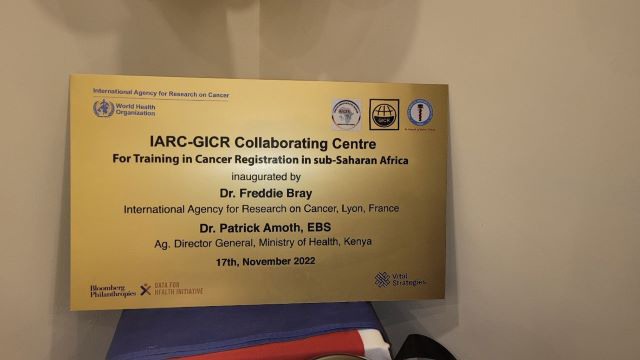 International Agency for Research on Cancer
World Health
Organization
GICR
IARC-GICR Collaborating Centre
For Training in Cancer Registration in sub-Saharan Africa
inaugurated by
Dr. Freddie Bray
International Agency for Research on Cancer, Lyon, France
Dr. Patrick Amoth, EBS
Ag. Director General, Ministry of Health, Kenya
17th, November 2022
Bloomberg
Philanthropies
DATA FOR
HEALTH INITIATIVE
Vital
Strategies